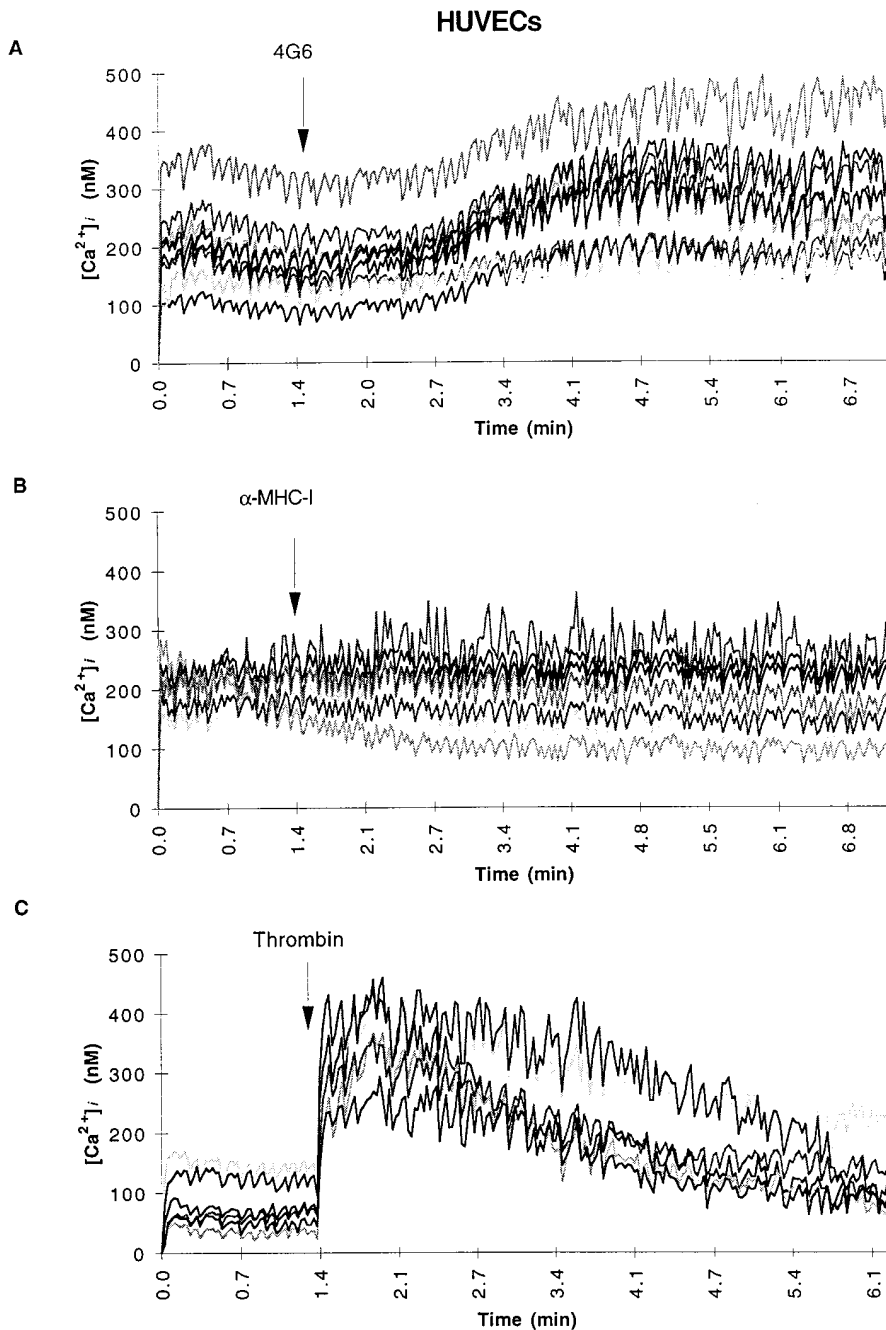 HUVECs
A
4G6
[Ca²⁺]i (nM)
500
400
300
200
100
0
0.0 0.7 1.4 2.0 2.7 3.4 4.1 4.7 5.4 6.1 6.7
Time (min)
B
α-MHC-I
[Ca²⁺]i (nM)
500
400
300
200
100
0
0.0 0.7 1.4 2.1 2.7 3.4 4.1 4.8 5.5 6.1 6.8
Time (min)
C
Thrombin
[Ca²⁺]i (nM)
500
400
300
200
100
0
0.0 0.7 1.4 2.1 2.7 3.4 4.1 4.7 5.4 6.1
Time (min)